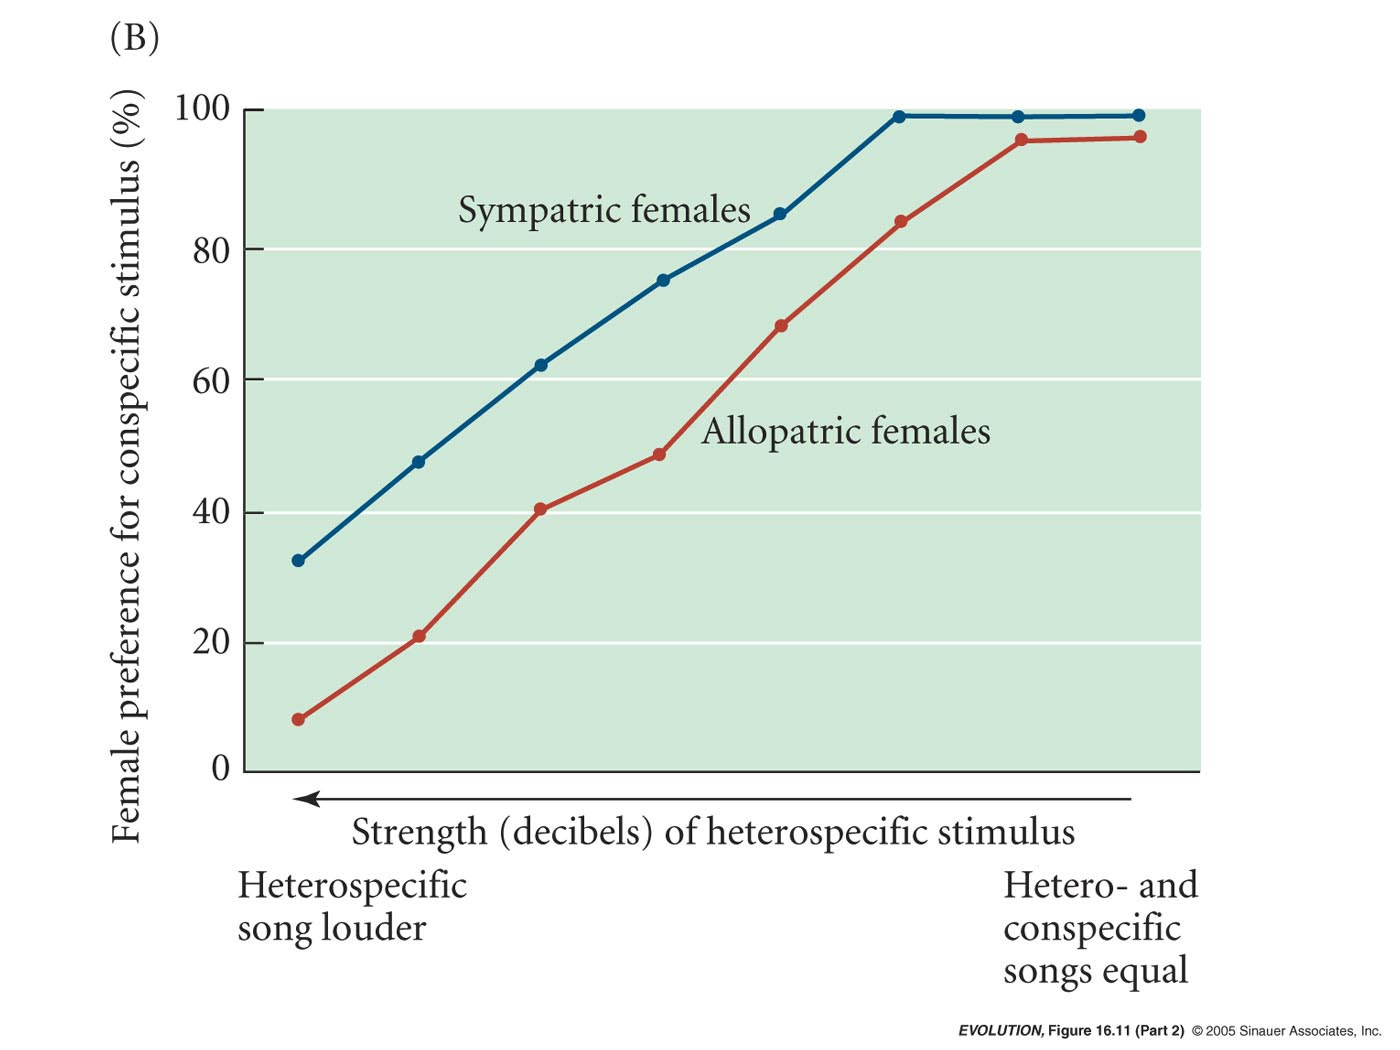 (B)
Female preference for conspecific stimulus (%)
100
80
60
40
20
0
Sympatric females
Allopatric females
Strength (decibels) of heterospecific stimulus
Heterospecific
song louder
Hetero- and
conspecific
songs equal
EVOLUTION, Figure 16.11 (Part 2) © 2005 Sinauer Associates, Inc.